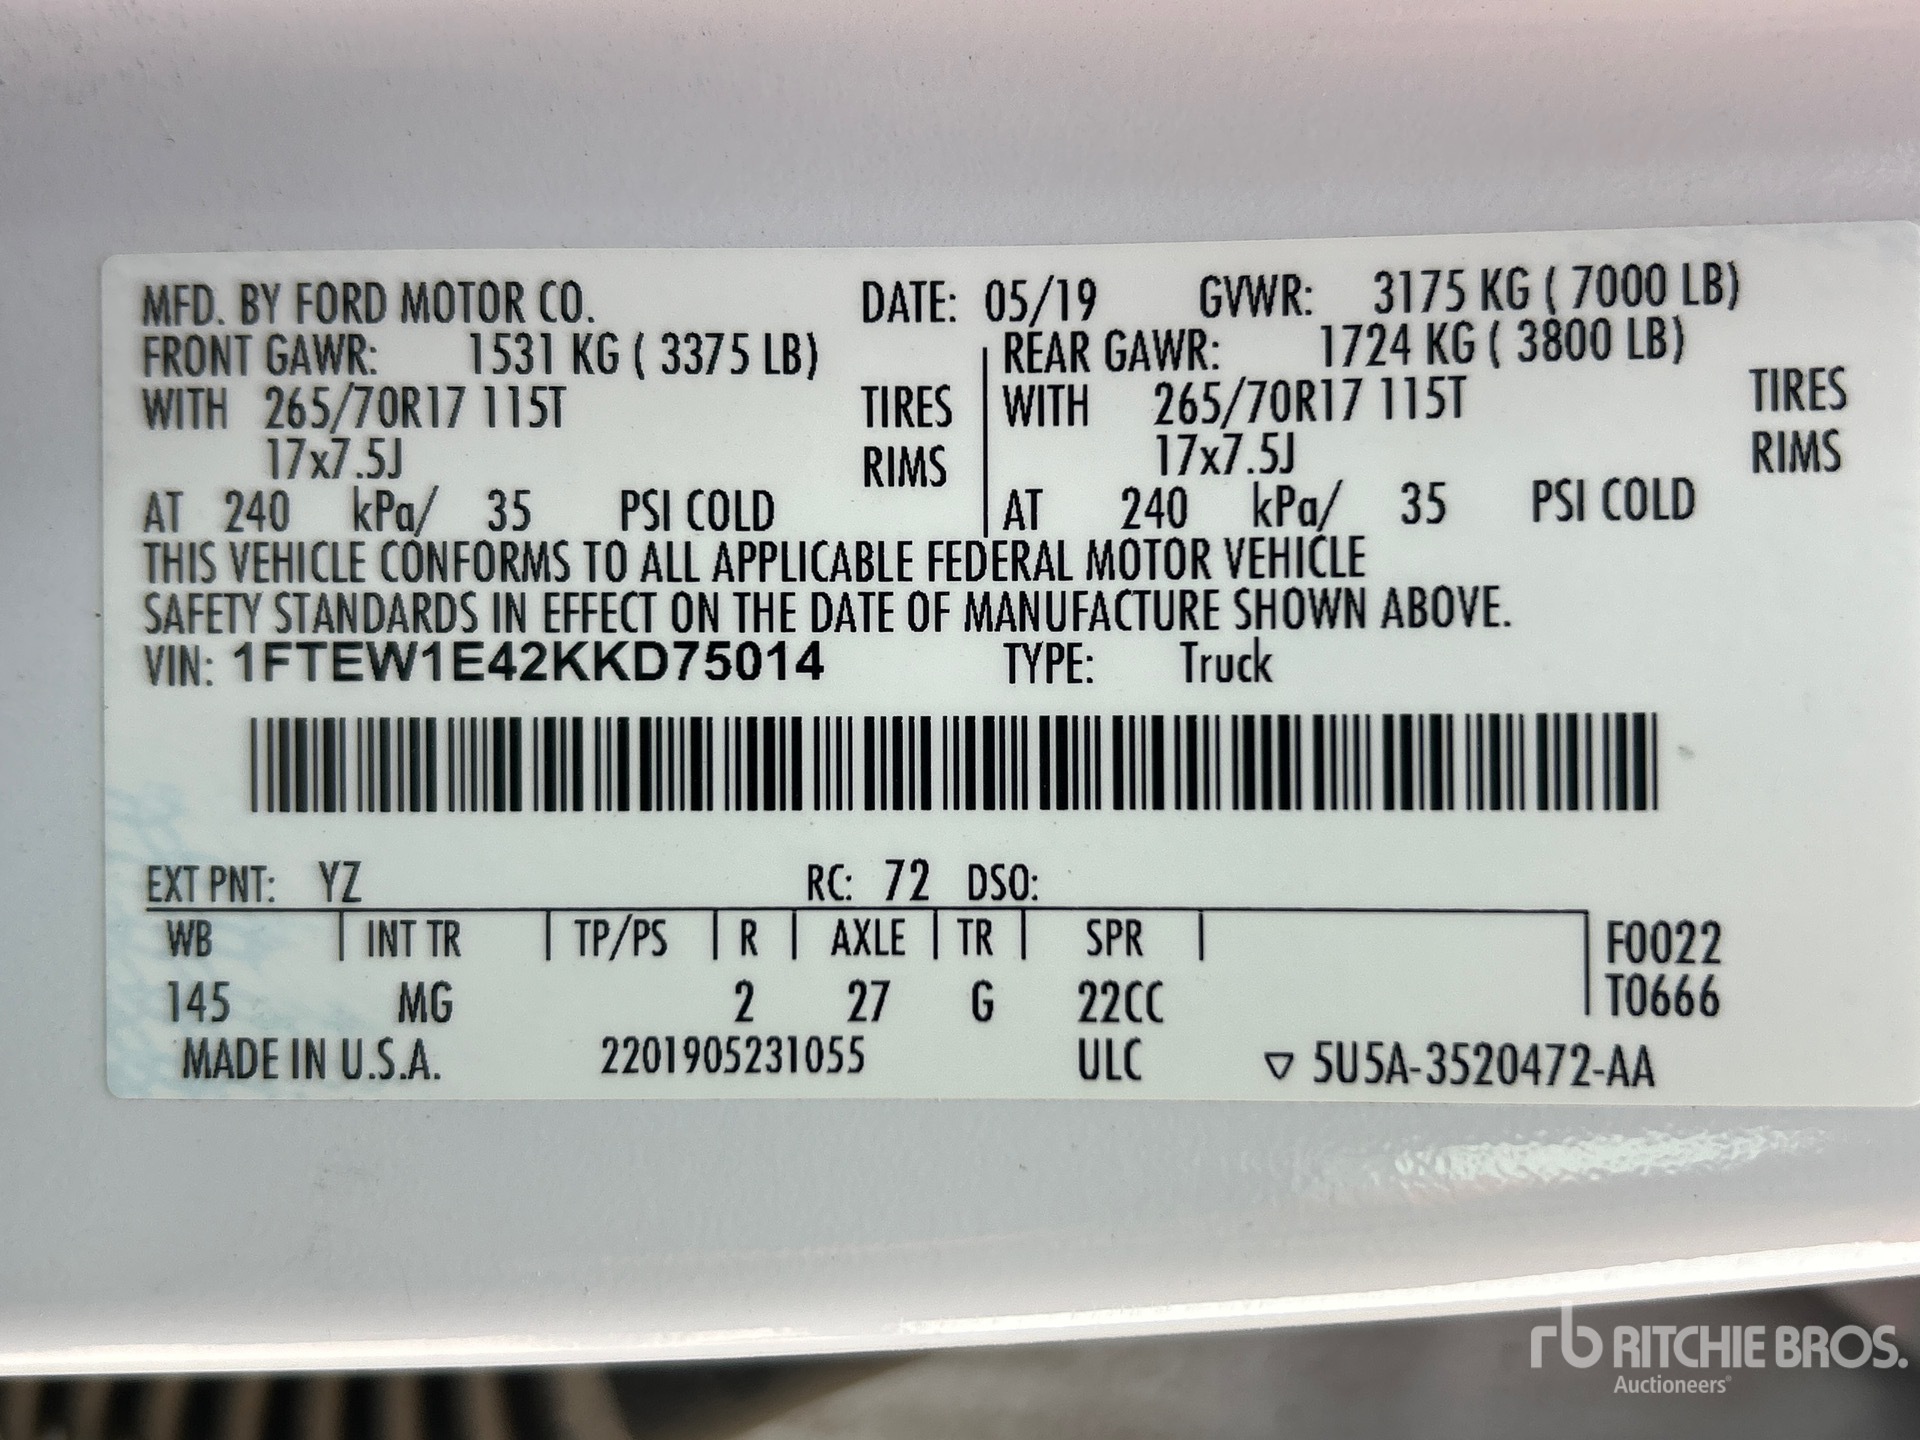 MFD. BY FORD MOTOR CO. DATE: 05/19 GVWR: 3175 KG ( 7000 LB)
FRONT GAWR: 1531 KG ( 3375 LB) REAR GAWR: 1724 KG ( 3800 LB)
WITH 265/70R17 115T TIRES WITH 265/70R17 115T TIRES
17x7.5J RIMS 17x7.5J RIMS
AT 240 kPa/ 35 PSI COLD AT 240 kPa/ 35 PSI COLD
THIS VEHICLE CONFORMS TO ALL APPLICABLE FEDERAL MOTOR VEHICLE
SAFETY STANDARDS IN EFFECT ON THE DATE OF MANUFACTURE SHOWN ABOVE.
VIN: 1FTEW1E42KKD75014 TYPE: Truck
EXT PNT: YZ RC: 72 DSO:
WB INT TR TP/PS R AXLE TR SPR F0022
145 MG 2 27 G 22CC T0666
MADE IN U.S.A. 2201905231055 ULC ▽ 5U5A-3520472-AA
rb RITCHIE BROS.
Auctioneers®